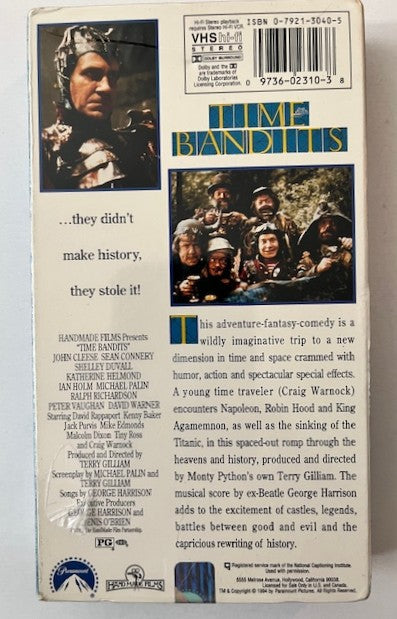 Hi-Fi Stereo playback
requires Stereo Hi-Fi VCR.
VHS hi-fi
STEREO
DOLBY SURROUND
Dolby and the
are trademarks of
Dolby Laboratories
Licensing Corporation.
ISBN 0-7921-3040-5
0 09736-02310-3 8
TIME
BANDITS
...they didn't
make history,
they stole it!
HANDMADE FILMS Presents
"TIME BANDITS"
JOHN CLEESE SEAN CONNERY
SHELLEY DUVALL
KATHERINE HELMOND
IAN HOLM MICHAEL PALIN
RALPH RICHARDSON
PETER VAUGHAN DAVID WARNER
Starring David Rappaport Kenny Baker
Jack Purvis Mike Edmonds
Malcolm Dixon Tiny Ross
and Craig Warnock
Produced and Directed by
TERRY GILLIAM
Screenplay by MICHAEL PALIN and
TERRY GILLIAM
Songs by GEORGE HARRISON
Executive Producers
GEORGE HARRISON and
DENIS O'BRIEN
From the HandMade Film Partnership.
PG
Paramount
HAND MADE FILMS
This adventure-fantasy-comedy is a
wildly imaginative trip to a new
dimension in time and space crammed with
humor, action and spectacular special effects.
A young time traveler (Craig Warnock)
encounters Napoleon, Robin Hood and King
Agamemnon, as well as the sinking of the
Titanic, in this spaced-out romp through the
heavens and history, produced and directed
by Monty Python's own Terry Gilliam. The
musical score by ex-Beatle George Harrison
adds to the excitement of castles, legends,
battles between good and evil and the
capricious rewriting of history.
Registered service mark of the National Captioning Institute.
Used with permission.
5555 Melrose Avenue, Hollywood, California 90038.
Licensed for Sale Only in U.S. and Canada.
TM & Copyright © 1994 by Paramount Pictures. All Rights Reserved.